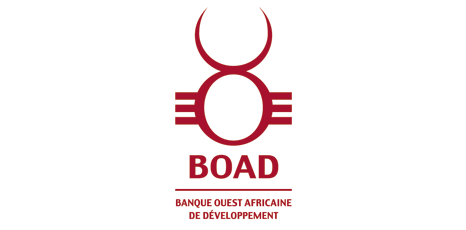 BOAD
BANQUE OUEST AFRICAINE
DE DÉVELOPPEMENT